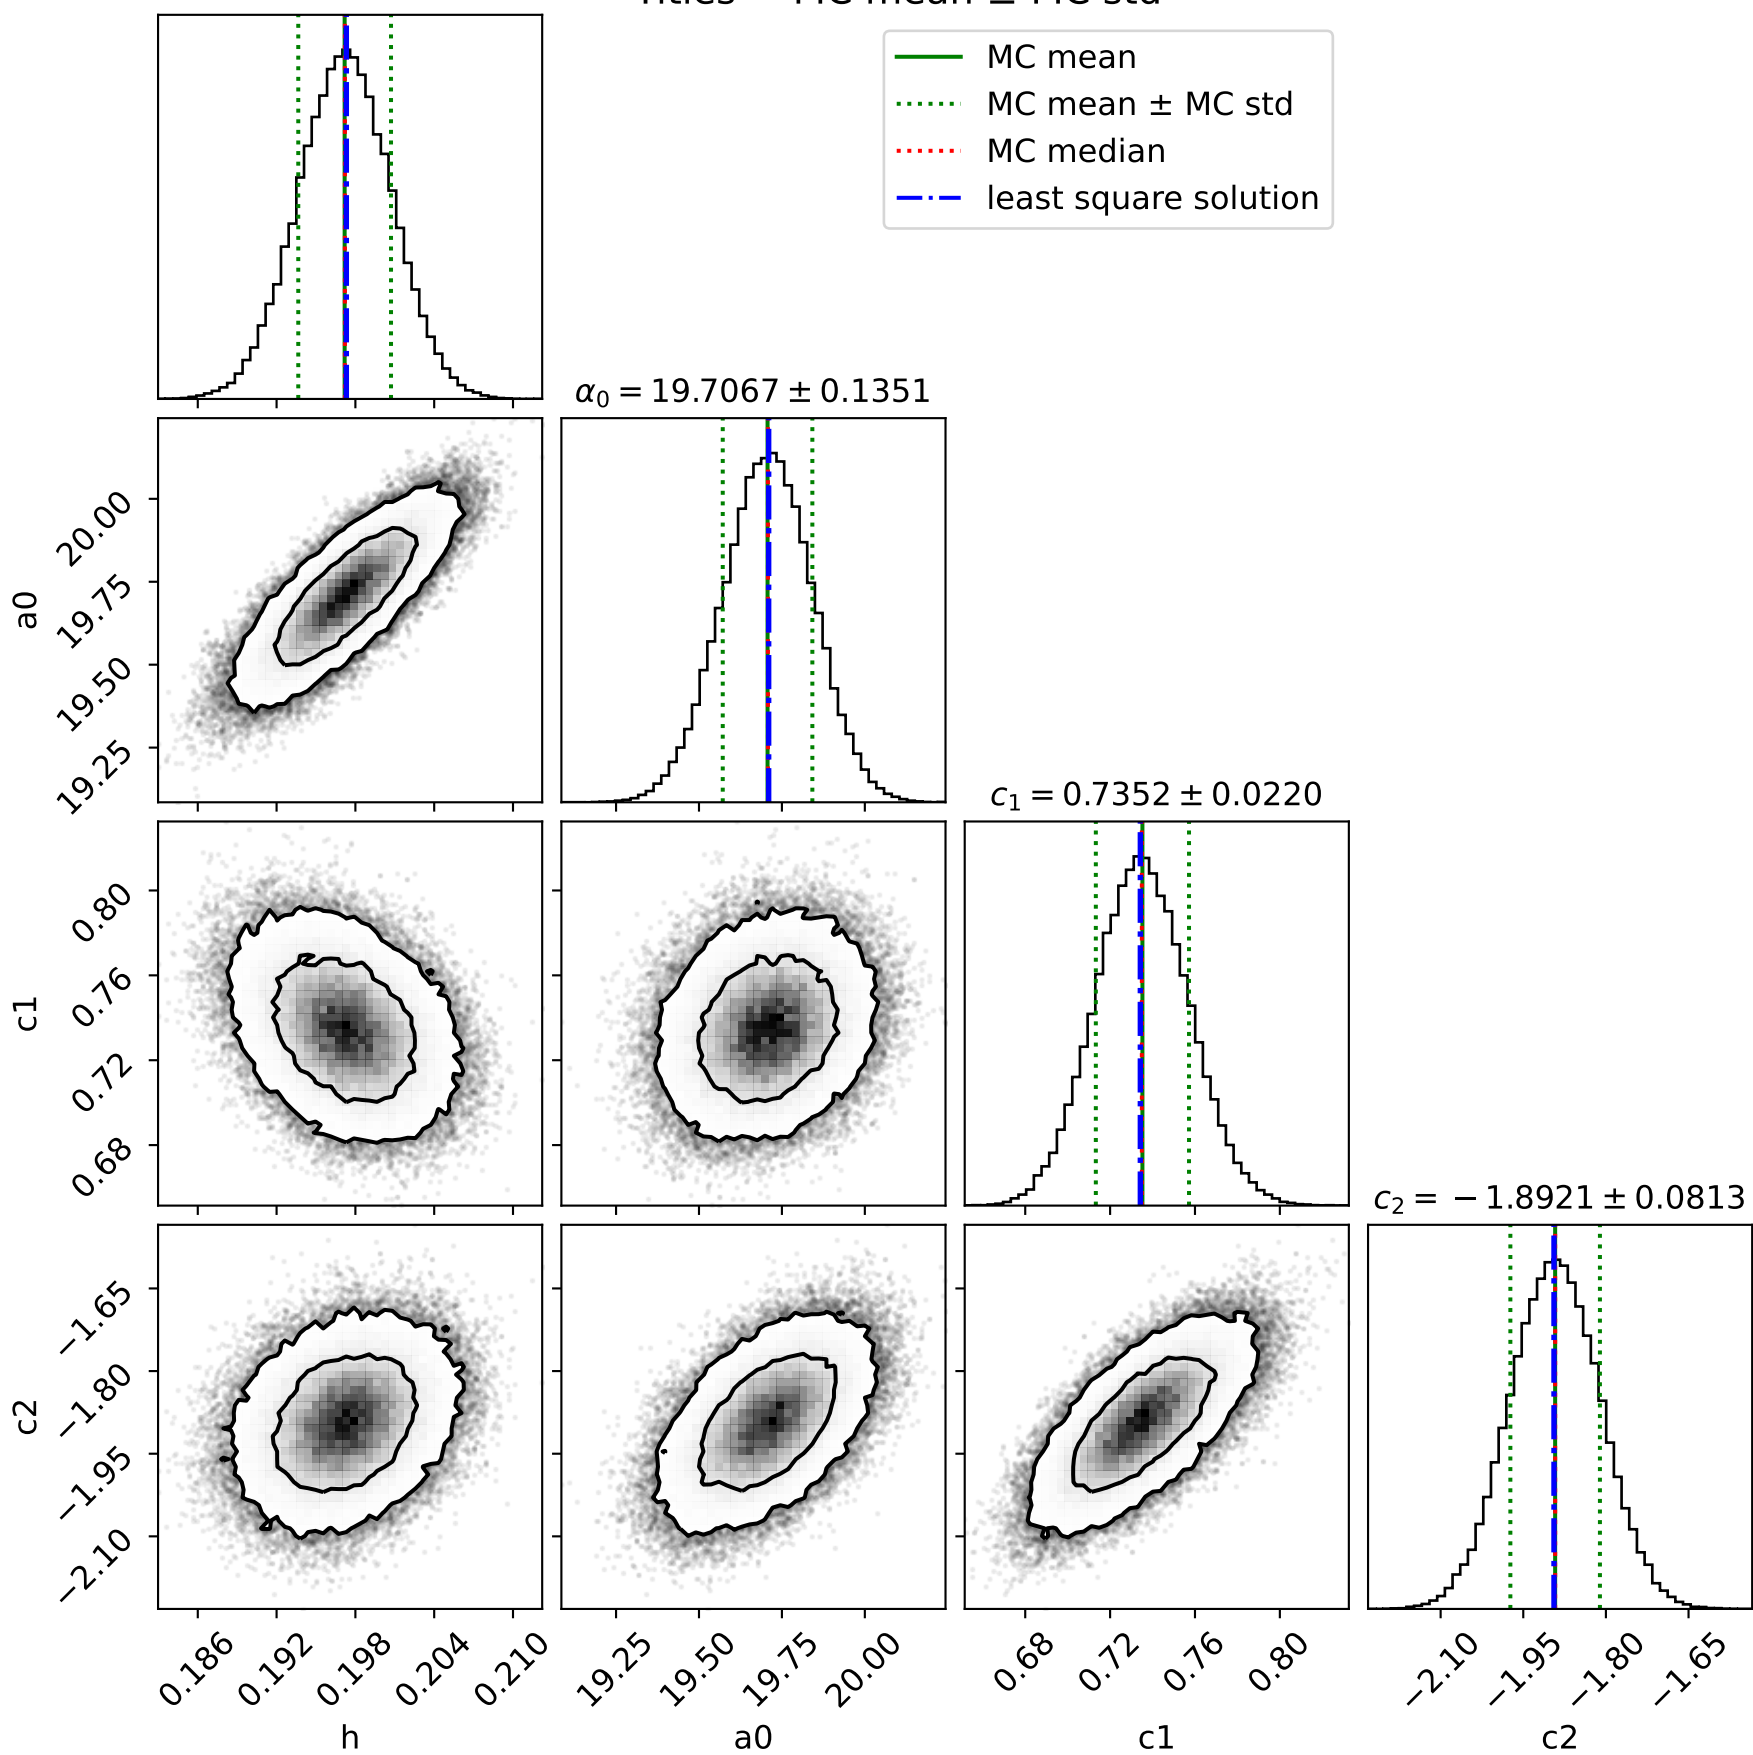 MC mean ± MC std
MC mean
MC mean ± MC std
MC median
least square solution
α₀ = 19.7067 ± 0.1351
a0
20.00
19.75
19.50
19.25
c₁ = 0.7352 ± 0.0220
c1
0.80
0.76
0.72
0.68
c₂ = −1.8921 ± 0.0813
c2
−1.65
−1.80
−1.95
−2.10
0.186 0.192 0.198 0.204 0.210 19.25 19.50 19.75 20.00 0.68 0.72 0.76 0.80 −2.10 −1.95 −1.80 −1.65
h a0 c1 c2